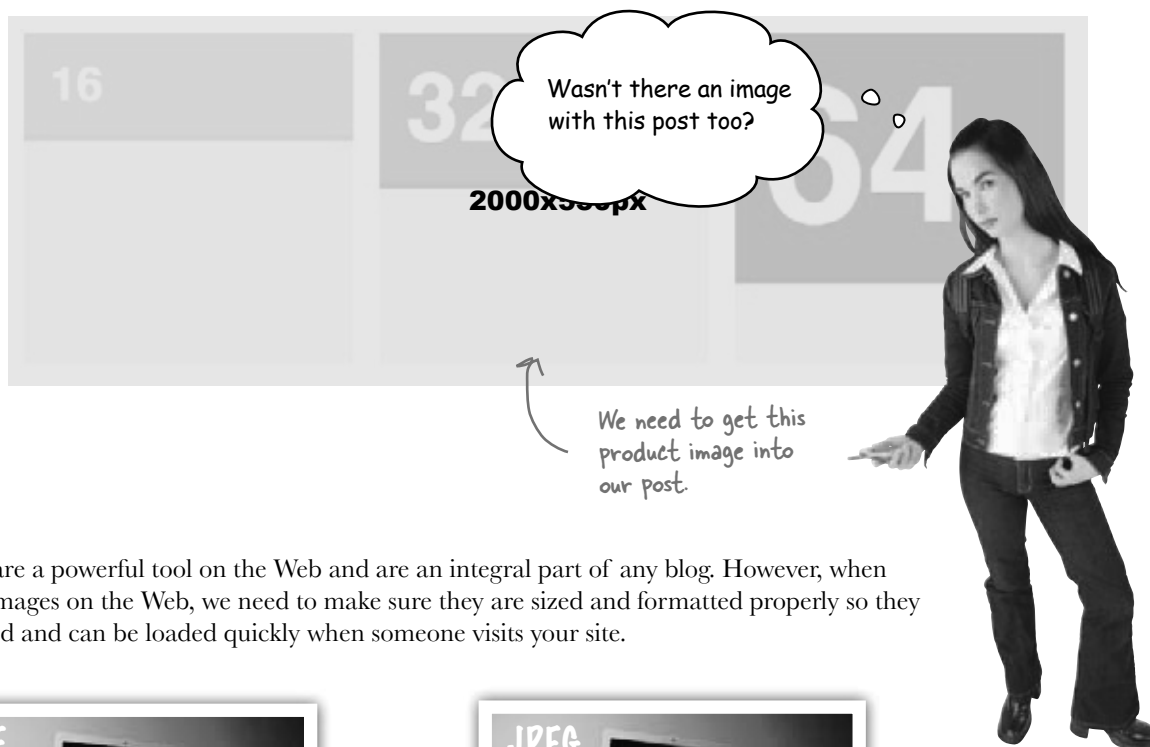 16
32
64
Wasn't there an image
with this post too?
We need to get this
product image into
our post.
are a powerful tool on the Web and are an integral part of any blog. However, when
mages on the Web, we need to make sure they are sized and formatted properly so they
d and can be loaded quickly when someone visits your site.
JPEG